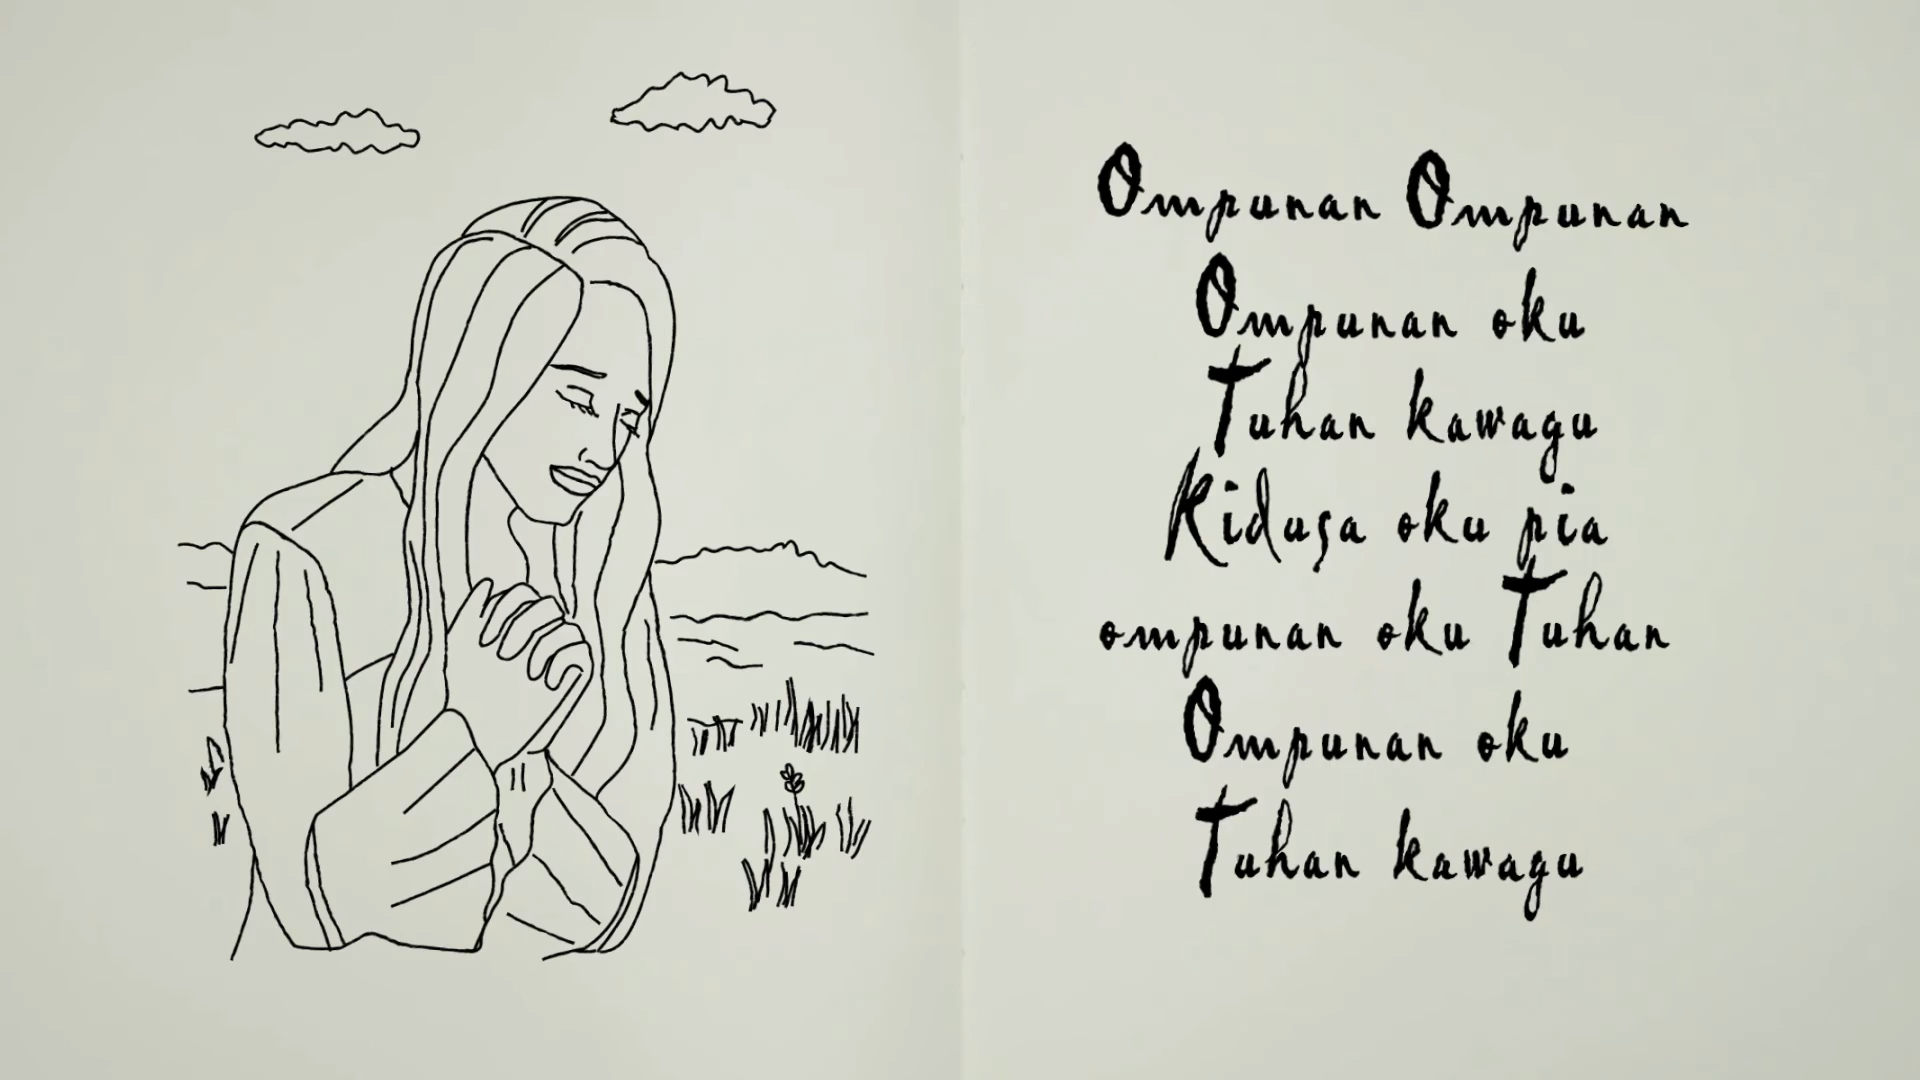 Ompunan Ompunan
Ompunan oku
Tuhan kawagu
Kidusa oku pia
ompunan oku Tuhan
Ompunan oku
Tuhan kawagu